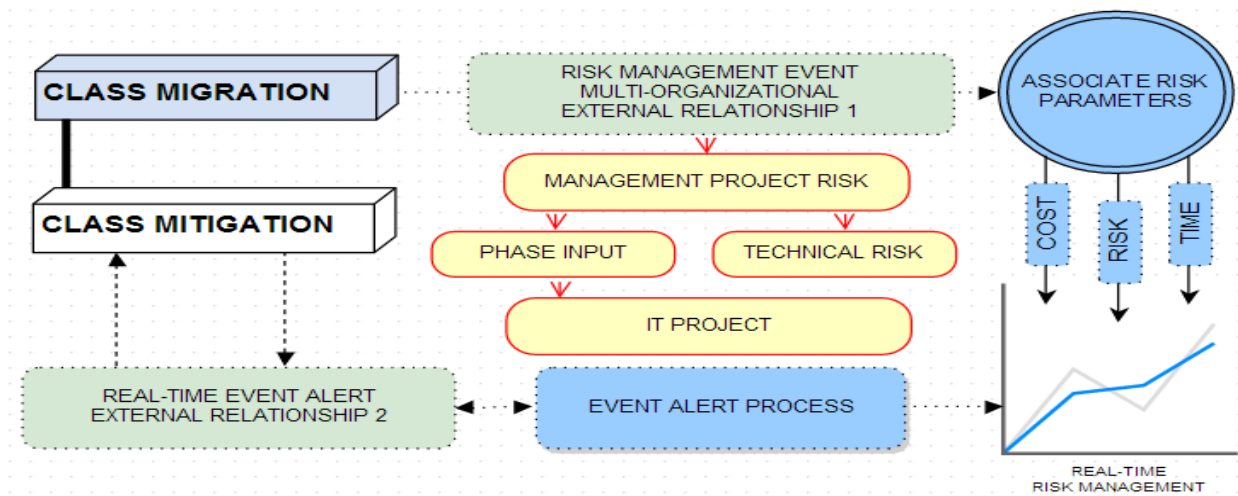 CLASS MIGRATION
RISK MANAGEMENT EVENT
MULTI-ORGANIZATIONAL
EXTERNAL RELATIONSHIP 1
ASSOCIATE RISK
PARAMETERS
MANAGEMENT PROJECT RISK
CLASS MITIGATION
PHASE INPUT
TECHNICAL RISK
COST
RISK
TIME
IT PROJECT
REAL-TIME EVENT ALERT
EXTERNAL RELATIONSHIP 2
EVENT ALERT PROCESS
REAL-TIME
RISK MANAGEMENT